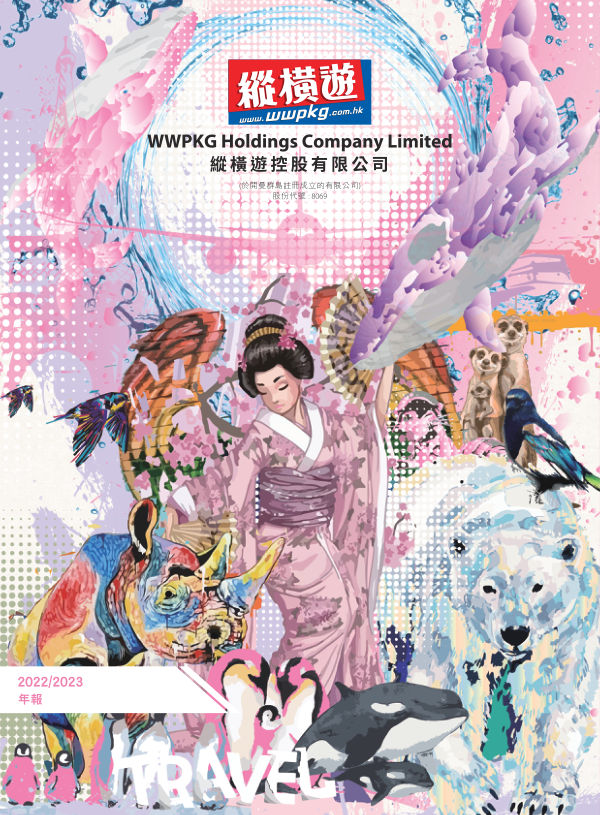 縱橫遊
www.wwpkg.com.hk
WWPKG Holdings Company Limited
縱橫遊控股有限公司
(於開曼群島註冊成立的有限公司)
股份代號 : 8069
2022/2023
年報
TRAVEL